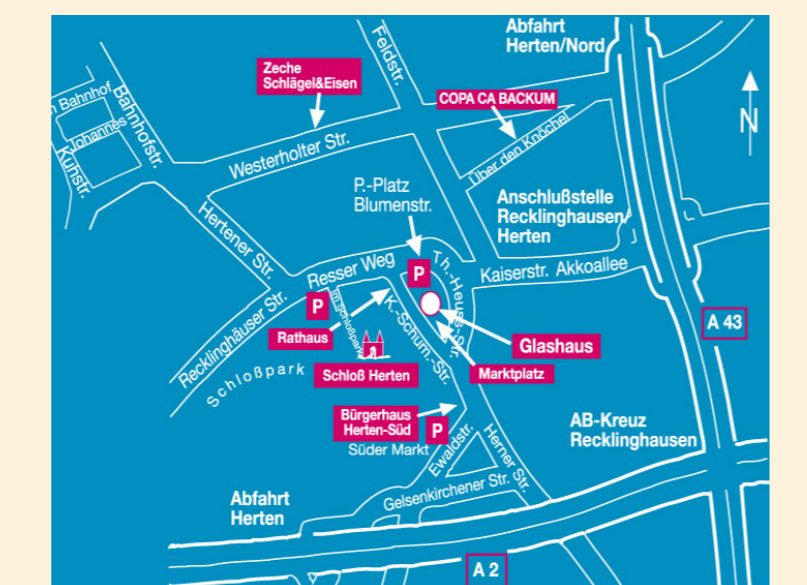 Abfahrt
Herten/Nord
Feldstr.
Zeche
Schlägel&Eisen
COPA CA BACKUM
N
Bahnhof
Johannes
Bahnhofstr.
Kuhstr.
Westerholter Str.
Über den Knöchel
P.-Platz
Blumenstr.
Anschlußstelle
Recklinghausen/
Herten
Hertener Str.
Resser Weg
P
Th.-Heuss-Str.
Kaiserstr. Akkoallee
Recklinghäuser Str.
P
Im Schloßpark
K.-Schum.-Str.
A 43
Rathaus
Glashaus
Schloßpark
Schloß Herten
Marktplatz
Bürgerhaus
Herten-Süd
P
Süder Markt
Ewaldstr.
Herner Str.
AB-Kreuz
Recklinghausen
Gelsenkirchener Str.
Abfahrt
Herten
A 2